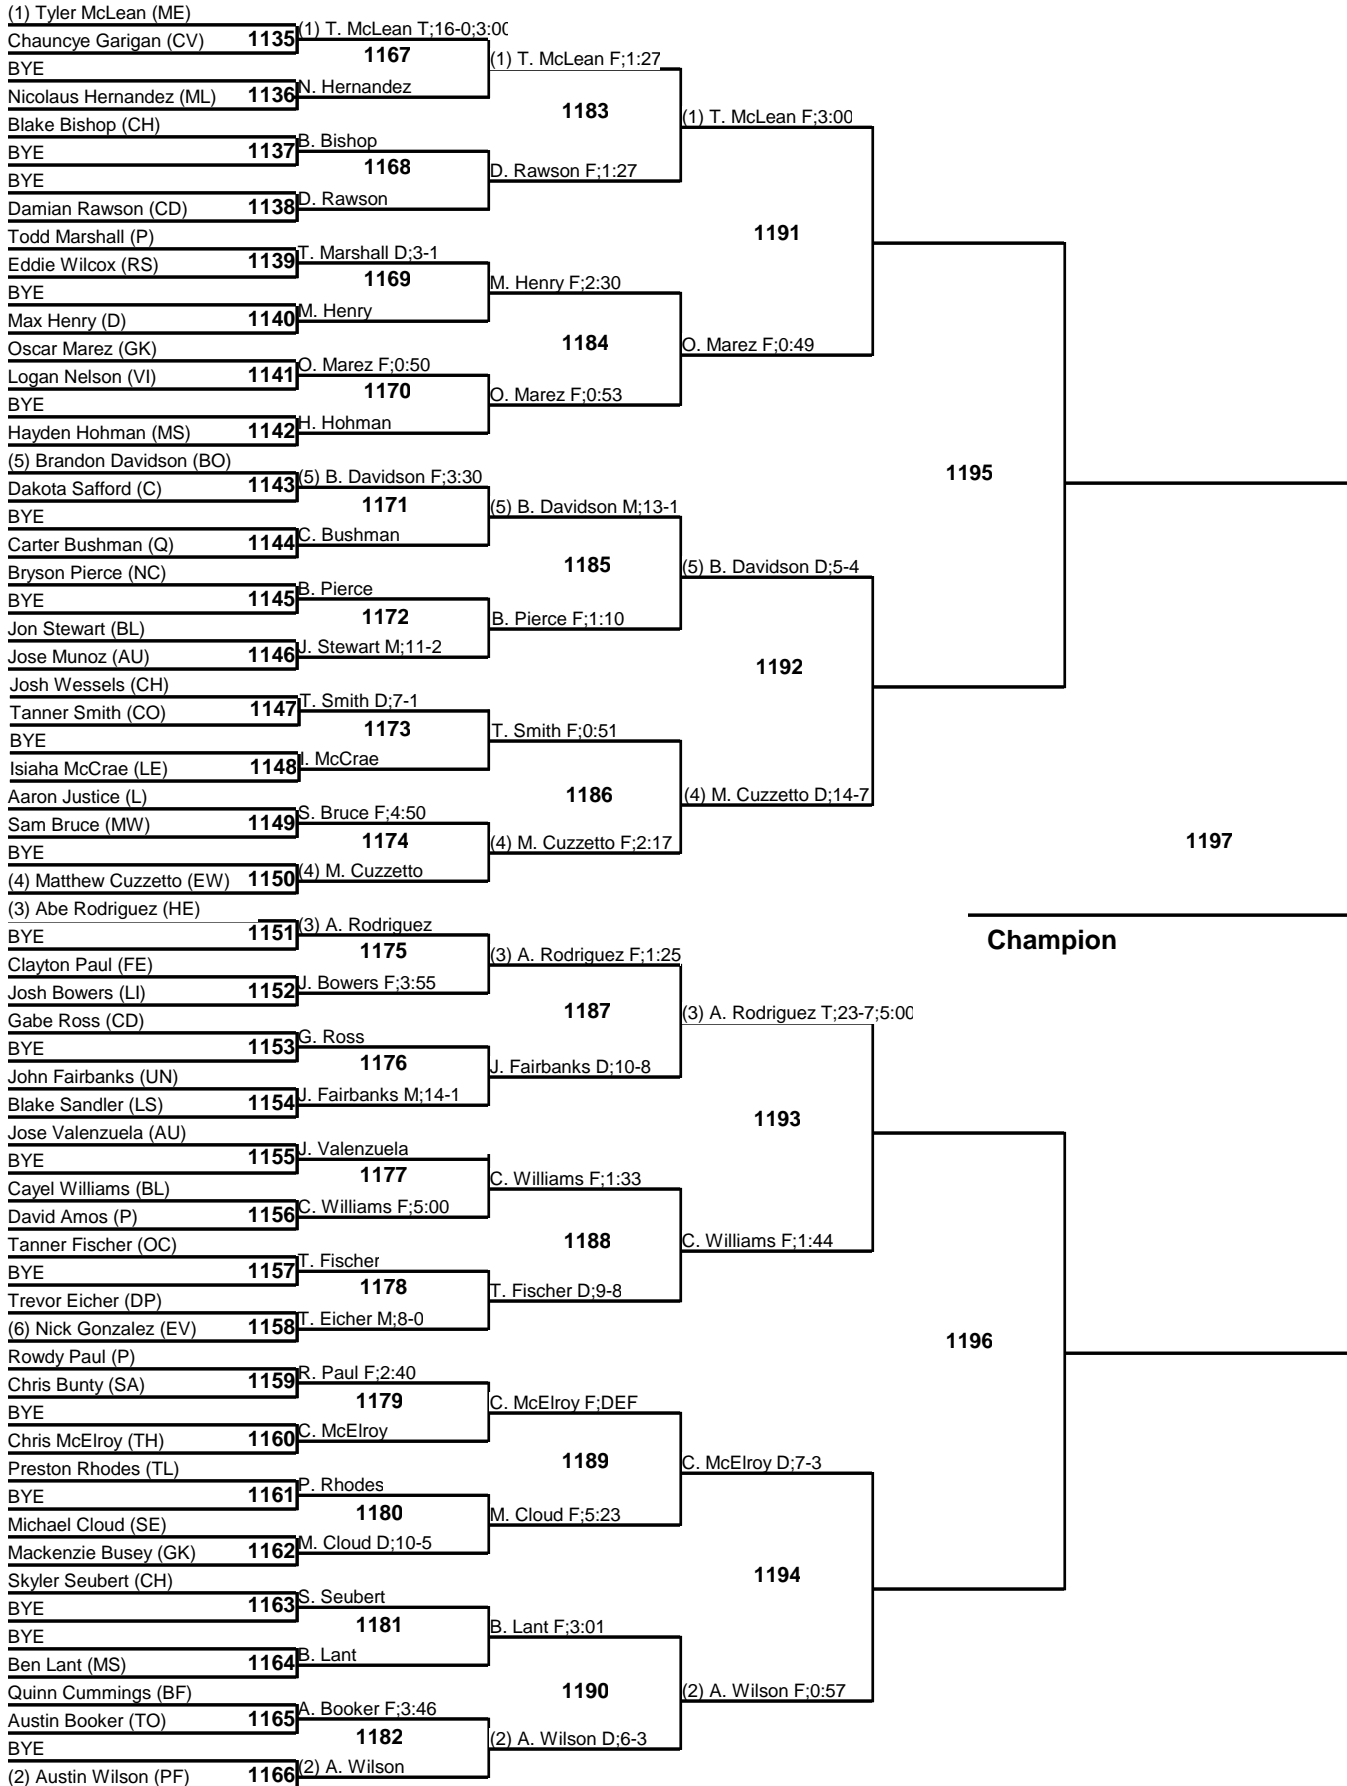 (1) Tyler McLean (ME)
Chauncye Garigan (CV) 1135 (1) T. McLean T;16-0;3:00
1167
BYE
(1) T. McLean F;1:27
Nicolaus Hernandez (ML) 1136 N. Hernandez
1183
(1) T. McLean F;3:00
Blake Bishop (CH)
BYE 1137 B. Bishop
1168
BYE
D. Rawson F;1:27
Damian Rawson (CD) 1138 D. Rawson
1191
Todd Marshall (P)
Eddie Wilcox (RS) 1139 T. Marshall D;3-1
1169
BYE
M. Henry F;2:30
Max Henry (D) 1140 M. Henry
1184
O. Marez F;0:49
Oscar Marez (GK)
Logan Nelson (VI) 1141 O. Marez F;0:50
1170
BYE
O. Marez F;0:53
Hayden Hohman (MS) 1142 H. Hohman
1195
(5) Brandon Davidson (BO)
Dakota Safford (C) 1143 (5) B. Davidson F;3:30
1171
BYE
(5) B. Davidson M;13-1
Carter Bushman (Q) 1144 C. Bushman
1185
(5) B. Davidson D;5-4
Bryson Pierce (NC)
BYE 1145 B. Pierce
1172
Jon Stewart (BL)
B. Pierce F;1:10
Jose Munoz (AU) 1146 J. Stewart M;11-2
1192
Josh Wessels (CH)
Tanner Smith (CO) 1147 T. Smith D;7-1
1173
BYE
T. Smith F;0:51
Isiaha McCrae (LE) 1148 I. McCrae
1186
(4) M. Cuzzetto D;14-7
Aaron Justice (L)
Sam Bruce (MW) 1149 S. Bruce F;4:50
1174
BYE
(4) M. Cuzzetto F;2:17
(4) Matthew Cuzzetto (EW) 1150 (4) M. Cuzzetto
1197
Champion
(3) Abe Rodriguez (HE)
BYE 1151 (3) A. Rodriguez
1175
Clayton Paul (FE)
(3) A. Rodriguez F;1:25
Josh Bowers (LI) 1152 J. Bowers F;3:55
1187
(3) A. Rodriguez T;23-7;5:00
Gabe Ross (CD)
BYE 1153 G. Ross
1176
John Fairbanks (UN)
J. Fairbanks D;10-8
Blake Sandler (LS) 1154 J. Fairbanks M;14-1
1193
Jose Valenzuela (AU)
BYE 1155 J. Valenzuela
1177
Cayel Williams (BL)
C. Williams F;1:33
David Amos (P) 1156 C. Williams F;5:00
1188
C. Williams F;1:44
Tanner Fischer (OC)
BYE 1157 T. Fischer
1178
Trevor Eicher (DP)
T. Fischer D;9-8
(6) Nick Gonzalez (EV) 1158 T. Eicher M;8-0
1196
Rowdy Paul (P)
Chris Bunty (SA) 1159 R. Paul F;2:40
1179
BYE
C. McElroy F;DEF
Chris McElroy (TH) 1160 C. McElroy
1189
C. McElroy D;7-3
Preston Rhodes (TL)
BYE 1161 P. Rhodes
1180
Michael Cloud (SE)
M. Cloud F;5:23
Mackenzie Busey (GK) 1162 M. Cloud D;10-5
1194
Skyler Seubert (CH)
BYE 1163 S. Seubert
1181
BYE
B. Lant F;3:01
Ben Lant (MS) 1164 B. Lant
1190
(2) A. Wilson F;0:57
Quinn Cummings (BF)
Austin Booker (TO) 1165 A. Booker F;3:46
1182
BYE
(2) A. Wilson D;6-3
(2) Austin Wilson (PF) 1166 (2) A. Wilson